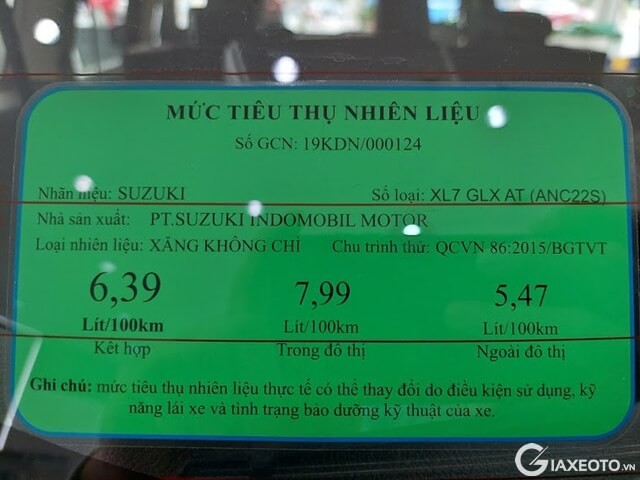 MỨC TIÊU THỤ NHIÊN LIỆU
Số GCN: 19KDN/000124
Nhãn hiệu: SUZUKI Số loại: XL7 GLX AT (ANC22S)
Nhà sản xuất: PT.SUZUKI INDOMOBIL MOTOR
Loại nhiên liệu: XĂNG KHÔNG CHÌ Chu trình thử: QCVN 86:2015/BGTVT
6,39 7,99 5,47
Lít/100km Lít/100km Lít/100km
Kết hợp Trong đô thị Ngoài đô thị
Ghi chú: mức tiêu thụ nhiên liệu thực tế có thể thay đổi do điều kiện sử dụng, kỹ
năng lái xe và tình trạng bảo dưỡng kỹ thuật của xe.
GIAXEOTO.VN